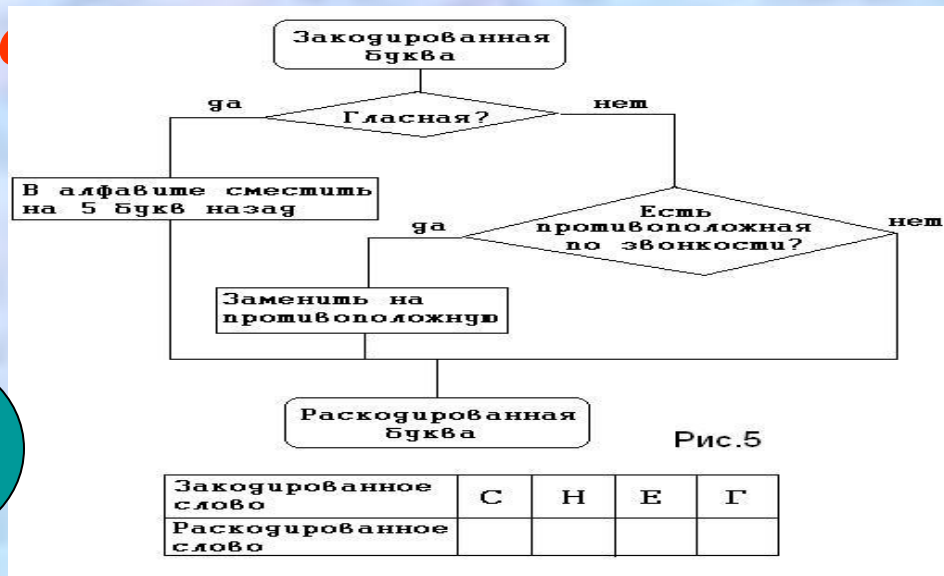 Закодированная
буква
да
нет
Гласная?
В алфавите сместить
на 5 букв назад
да
Есть
противоположная
по звонкости?
нет
Заменить на
противоположную
Раскодированная
буква
Рис.5
Закодированное
слово
С Н Е Г
Раскодированное
слово